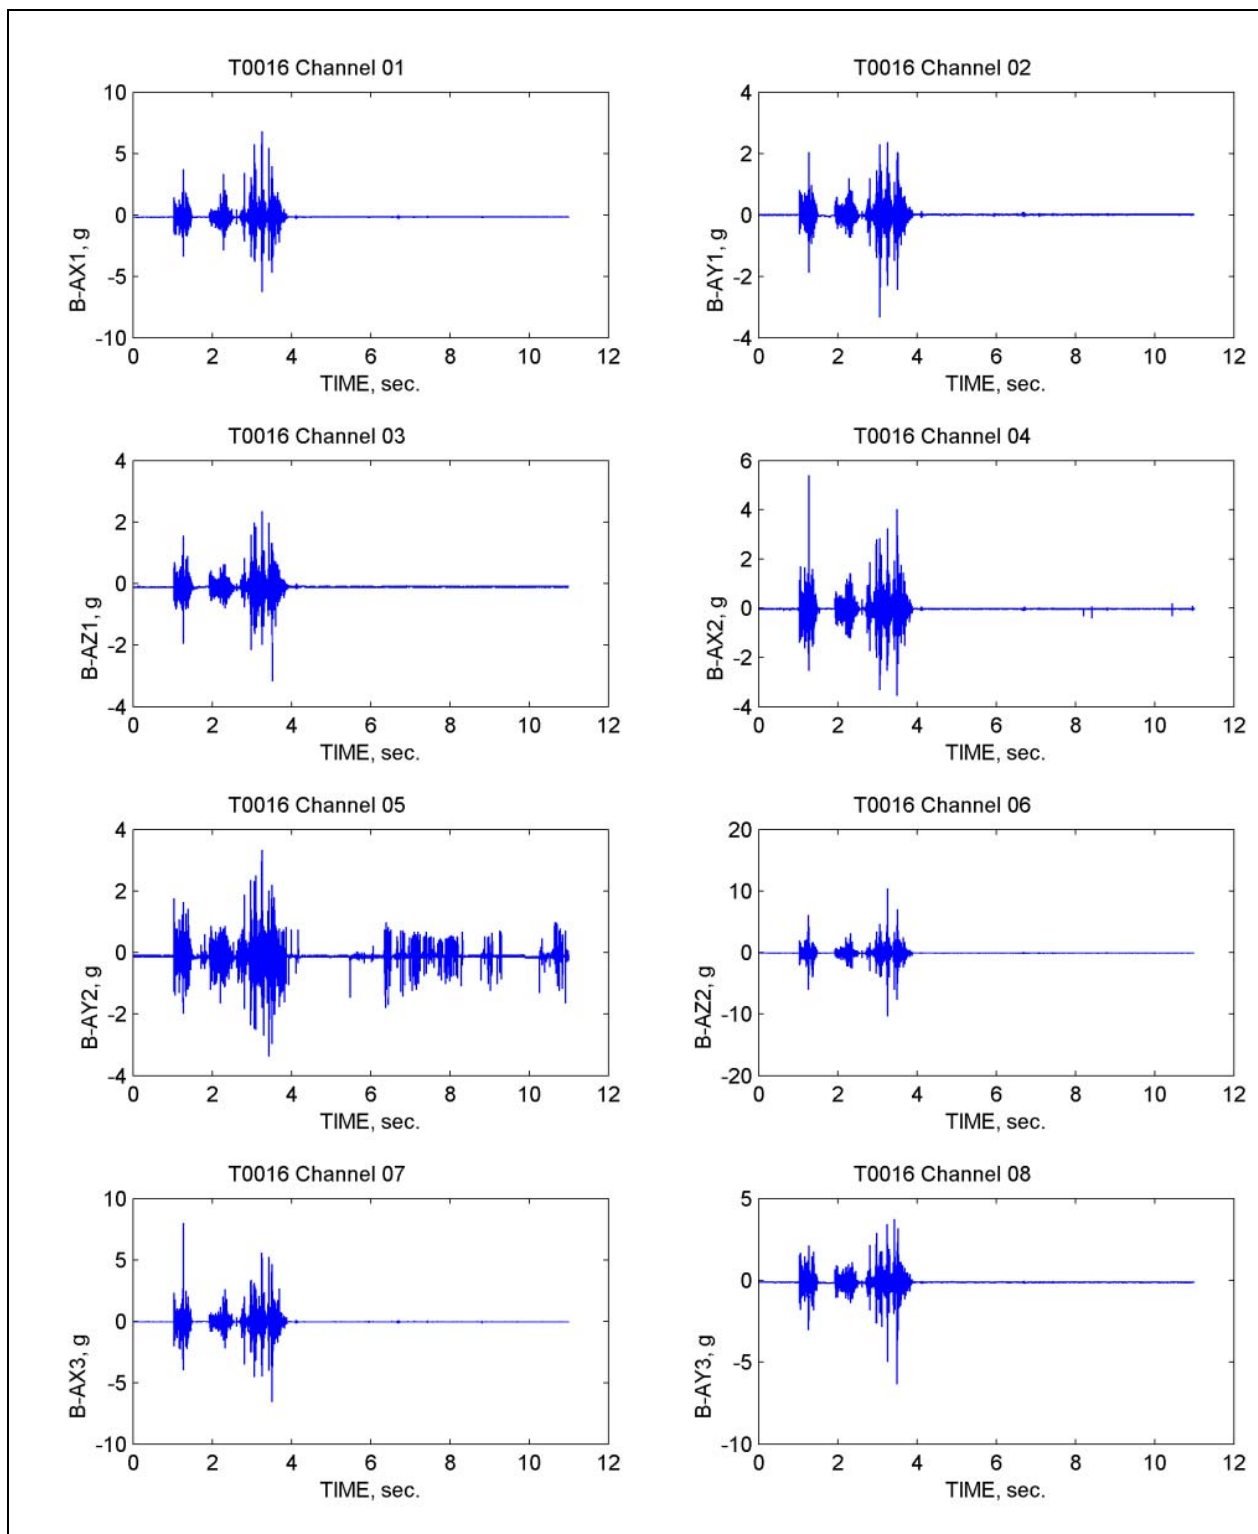 T0016 Channel 01
10
5
0
-5
-10
B-AX1, g
0 2 4 6 8 10 12
TIME, sec.
T0016 Channel 02
4
2
0
-2
-4
B-AY1, g
0 2 4 6 8 10 12
TIME, sec.
T0016 Channel 03
4
2
0
-2
-4
B-AZ1, g
0 2 4 6 8 10 12
TIME, sec.
T0016 Channel 04
6
4
2
0
-2
-4
B-AX2, g
0 2 4 6 8 10 12
TIME, sec.
T0016 Channel 05
4
2
0
-2
-4
B-AY2, g
0 2 4 6 8 10 12
TIME, sec.
T0016 Channel 06
20
10
0
-10
-20
B-AZ2, g
0 2 4 6 8 10 12
TIME, sec.
T0016 Channel 07
10
5
0
-5
-10
B-AX3, g
0 2 4 6 8 10 12
TIME, sec.
T0016 Channel 08
5
0
-5
-10
B-AY3, g
0 2 4 6 8 10 12
TIME, sec.